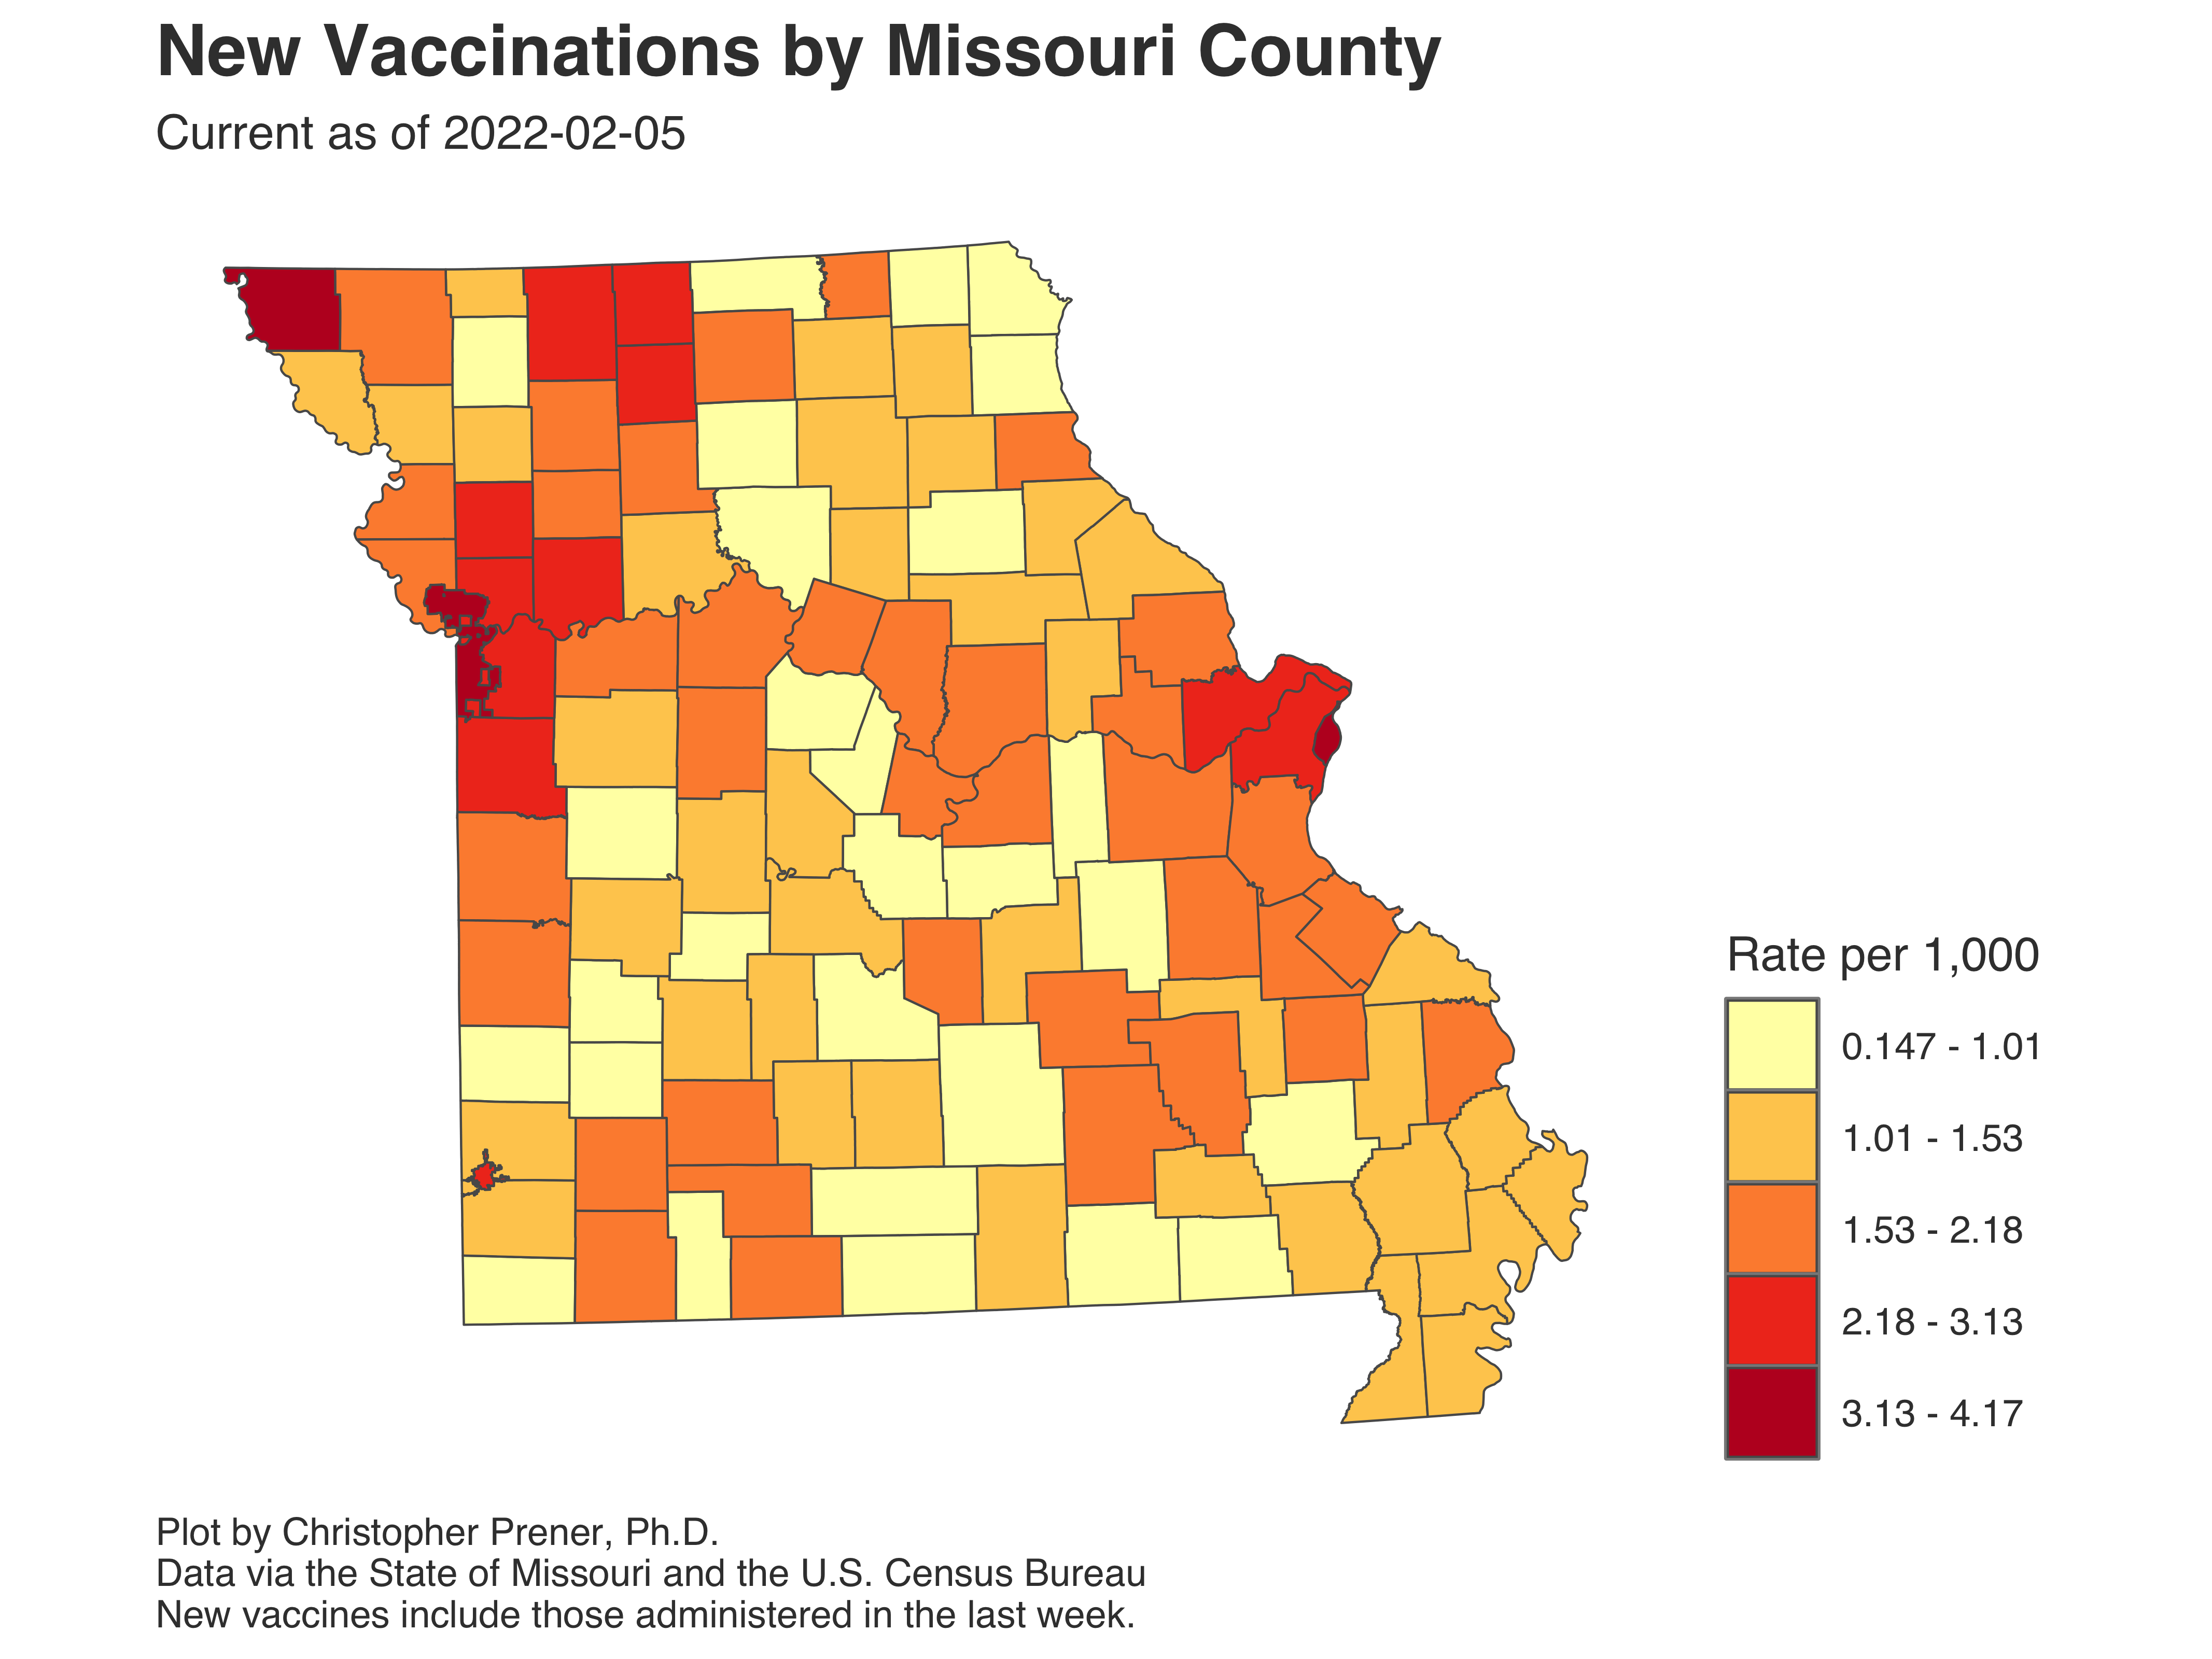 New Vaccinations by Missouri County
Current as of 2022-02-05
Rate per 1,000
0.147 - 1.01
1.01 - 1.53
1.53 - 2.18
2.18 - 3.13
3.13 - 4.17
Plot by Christopher Prener, Ph.D.
Data via the State of Missouri and the U.S. Census Bureau
New vaccines include those administered in the last week.